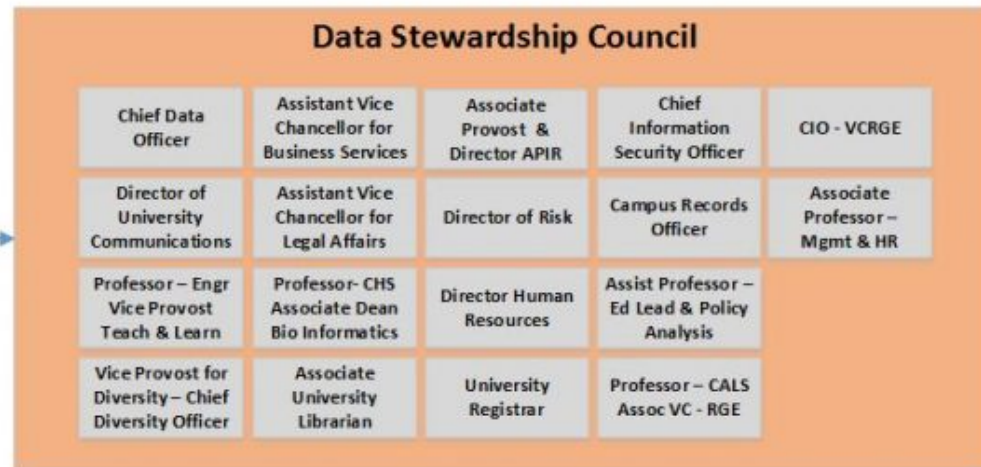 Data Stewardship Council
Chief Data
Officer
Assistant Vice
Chancellor for
Business Services
Associate
Provost &
Director APIR
Chief
Information
Security Officer
CIO - VCRGE
Director of
University
Communications
Assistant Vice
Chancellor for
Legal Affairs
Director of Risk
Campus Records
Officer
Associate
Professor –
Mgmt & HR
Professor – Engr
Vice Provost
Teach & Learn
Professor- CHS
Associate Dean
Bio Informatics
Director Human
Resources
Assist Professor –
Ed Lead & Policy
Analysis
Vice Provost for
Diversity – Chief
Diversity Officer
Associate
University
Librarian
University
Registrar
Professor – CALS
Assoc VC - RGE